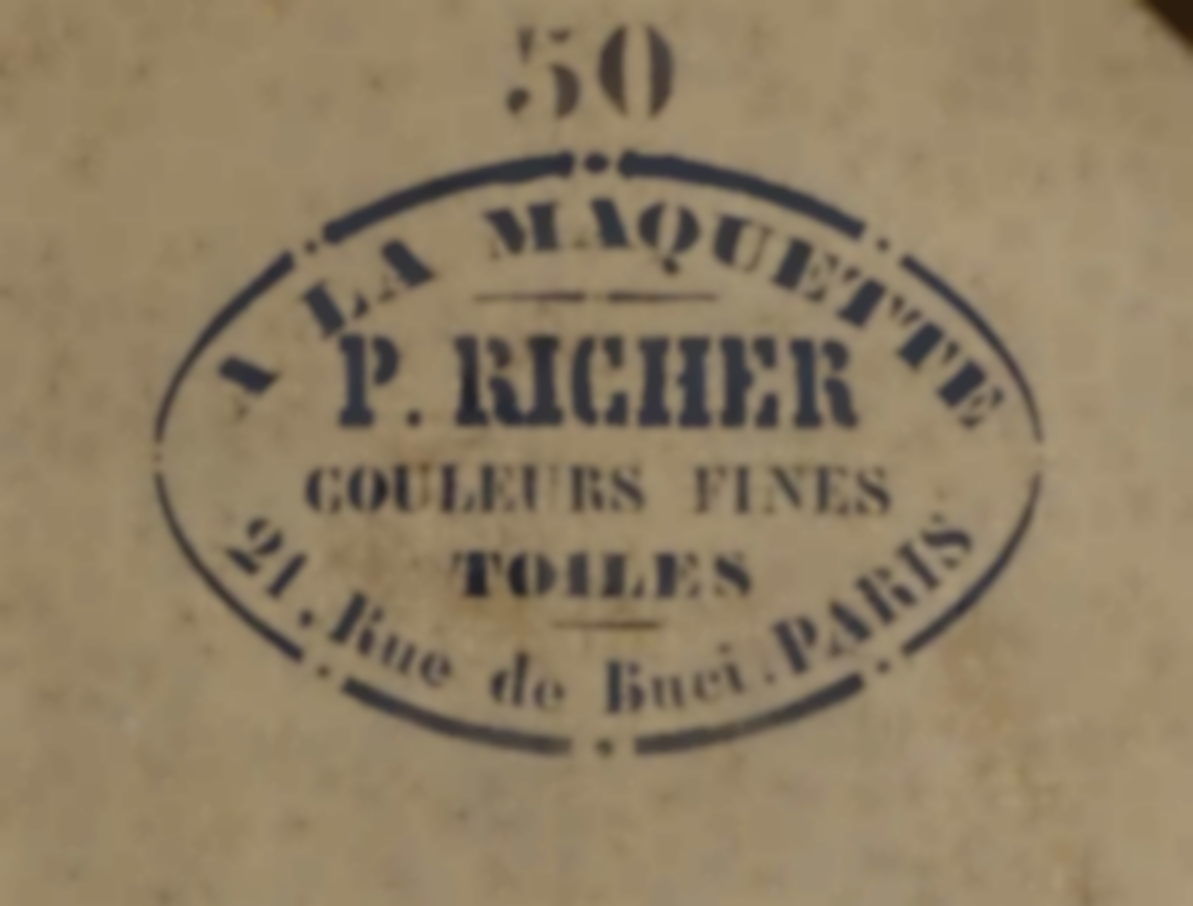 50
A LA MAQUETTE
P. RICHER
COULEURS FINES
TOILES
21, Rue de Buci. PARIS